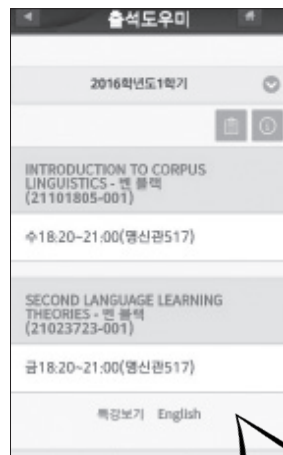 출석도우미
2016학년도1학기
INTRODUCTION TO CORPUS
LINGUISTICS - 벤 블랙
(21101805-001)
수18:20~21:00(명신관517)
SECOND LANGUAGE LEARNING
THEORIES - 벤 블랙
(21023723-001)
금18:20~21:00(명신관517)
특강보기 English